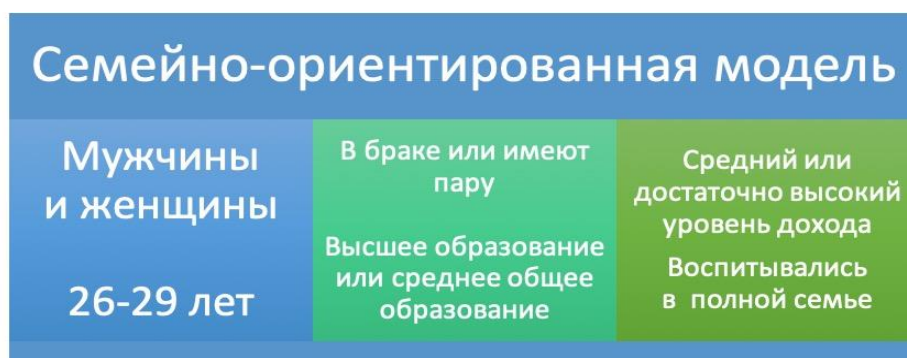 Семейно-ориентированная модель
Мужчины
и женщины
26-29 лет
В браке или имеют
пару
Высшее образование
или среднее общее
образование
Средний или
достаточно высокий
уровень дохода
Воспитывались
в полной семье